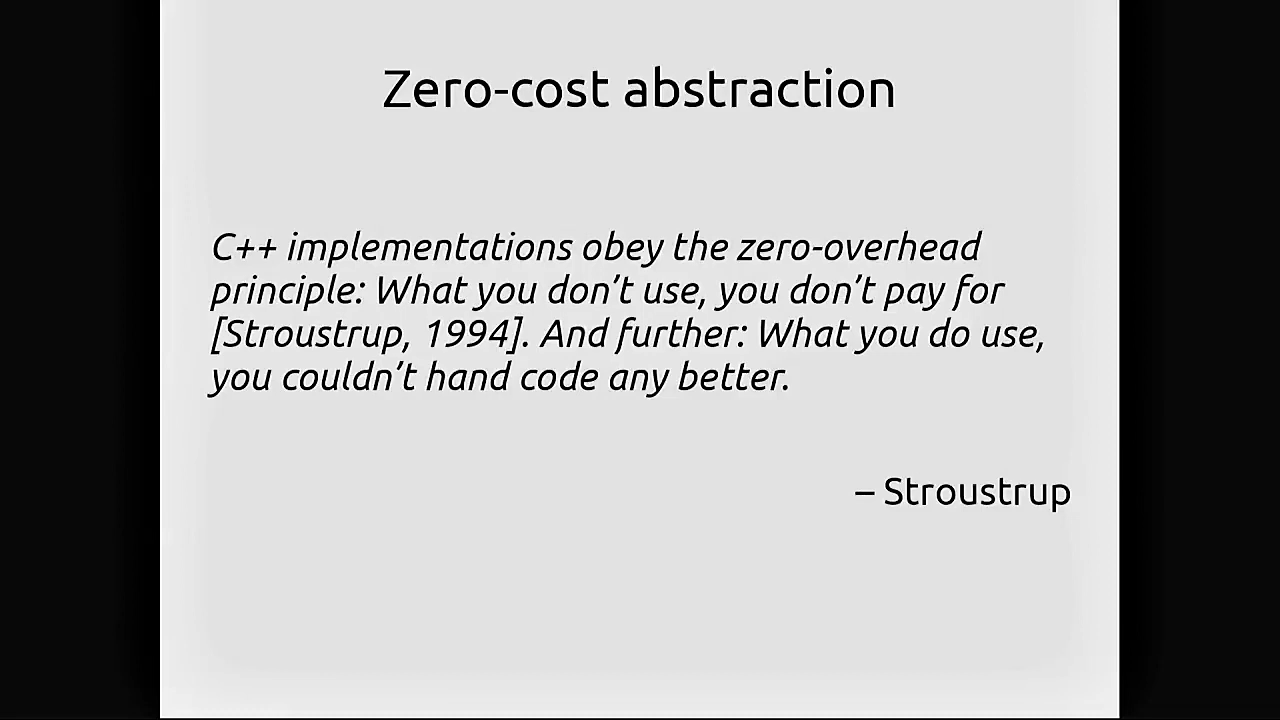 Zero-cost abstraction
C++ implementations obey the zero-overhead
principle: What you don’t use, you don’t pay for
[Stroustrup, 1994]. And further: What you do use,
you couldn’t hand code any better.
– Stroustrup